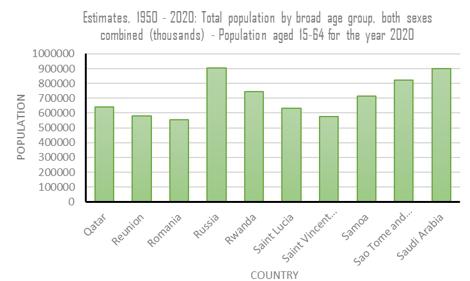 Estimates, 1950 - 2020: Total population by broad age group, both sexes
combined (thousands) - Population aged 15-64 for the year 2020
POPULATION
1000000
900000
800000
700000
600000
500000
400000
300000
200000
100000
0
Qatar
Reunion
Romania
Russia
Rwanda
Saint Lucia
Saint Vincent...
Samoa
Sao Tome and...
Saudi Arabia
COUNTRY